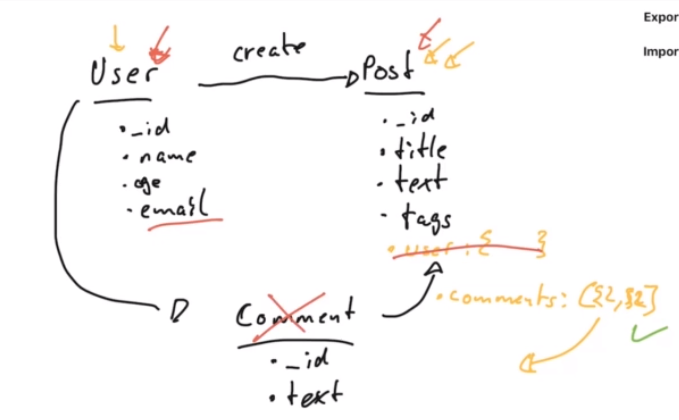 Expor
Impor
create
User
Post
• _id
• name
• age
• email
• _id
• title
• text
• tags
• user: { }
• comments: [{},{}]
Comment
• _id
• text